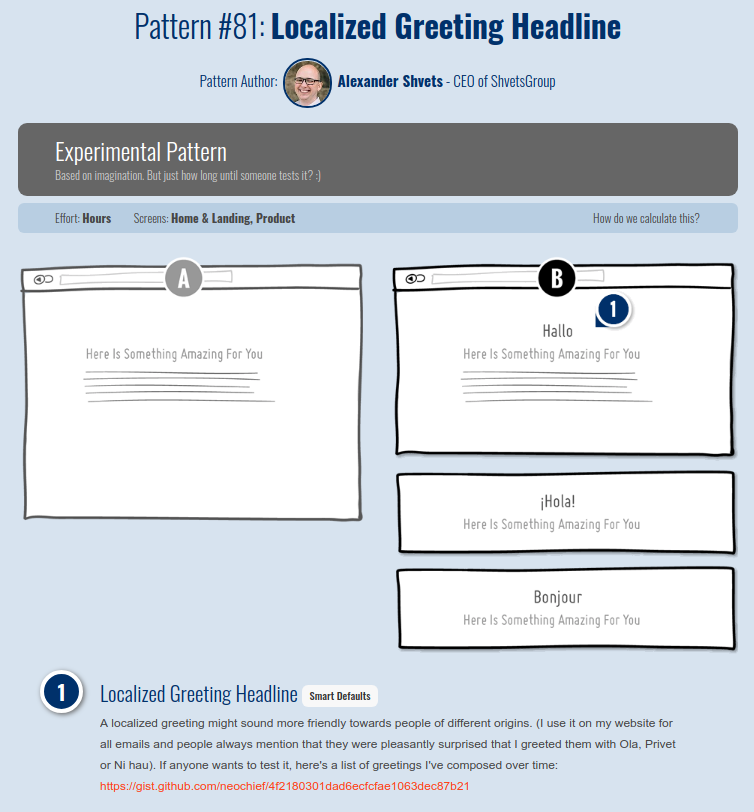 Pattern #81: Localized Greeting Headline
Pattern Author: Alexander Shvets - CEO of ShvetsGroup
Experimental Pattern
Based on imagination. But just how long until someone tests it? :)
Effort: Hours Screens: Home & Landing, Product How do we calculate this?
A
Here Is Something Amazing For You
B
1
Hallo
Here Is Something Amazing For You
¡Hola!
Here Is Something Amazing For You
Bonjour
Here Is Something Amazing For You
1 Localized Greeting Headline Smart Defaults
A localized greeting might sound more friendly towards people of different origins. (I use it on my website for
all emails and people always mention that they were pleasantly surprised that I greeted them with Ola, Privet
or Ni hau). If anyone wants to test it, here's a list of greetings I've composed over time:
https://gist.github.com/neochief/4f2180301dad6ecfcfae1063dec87b21